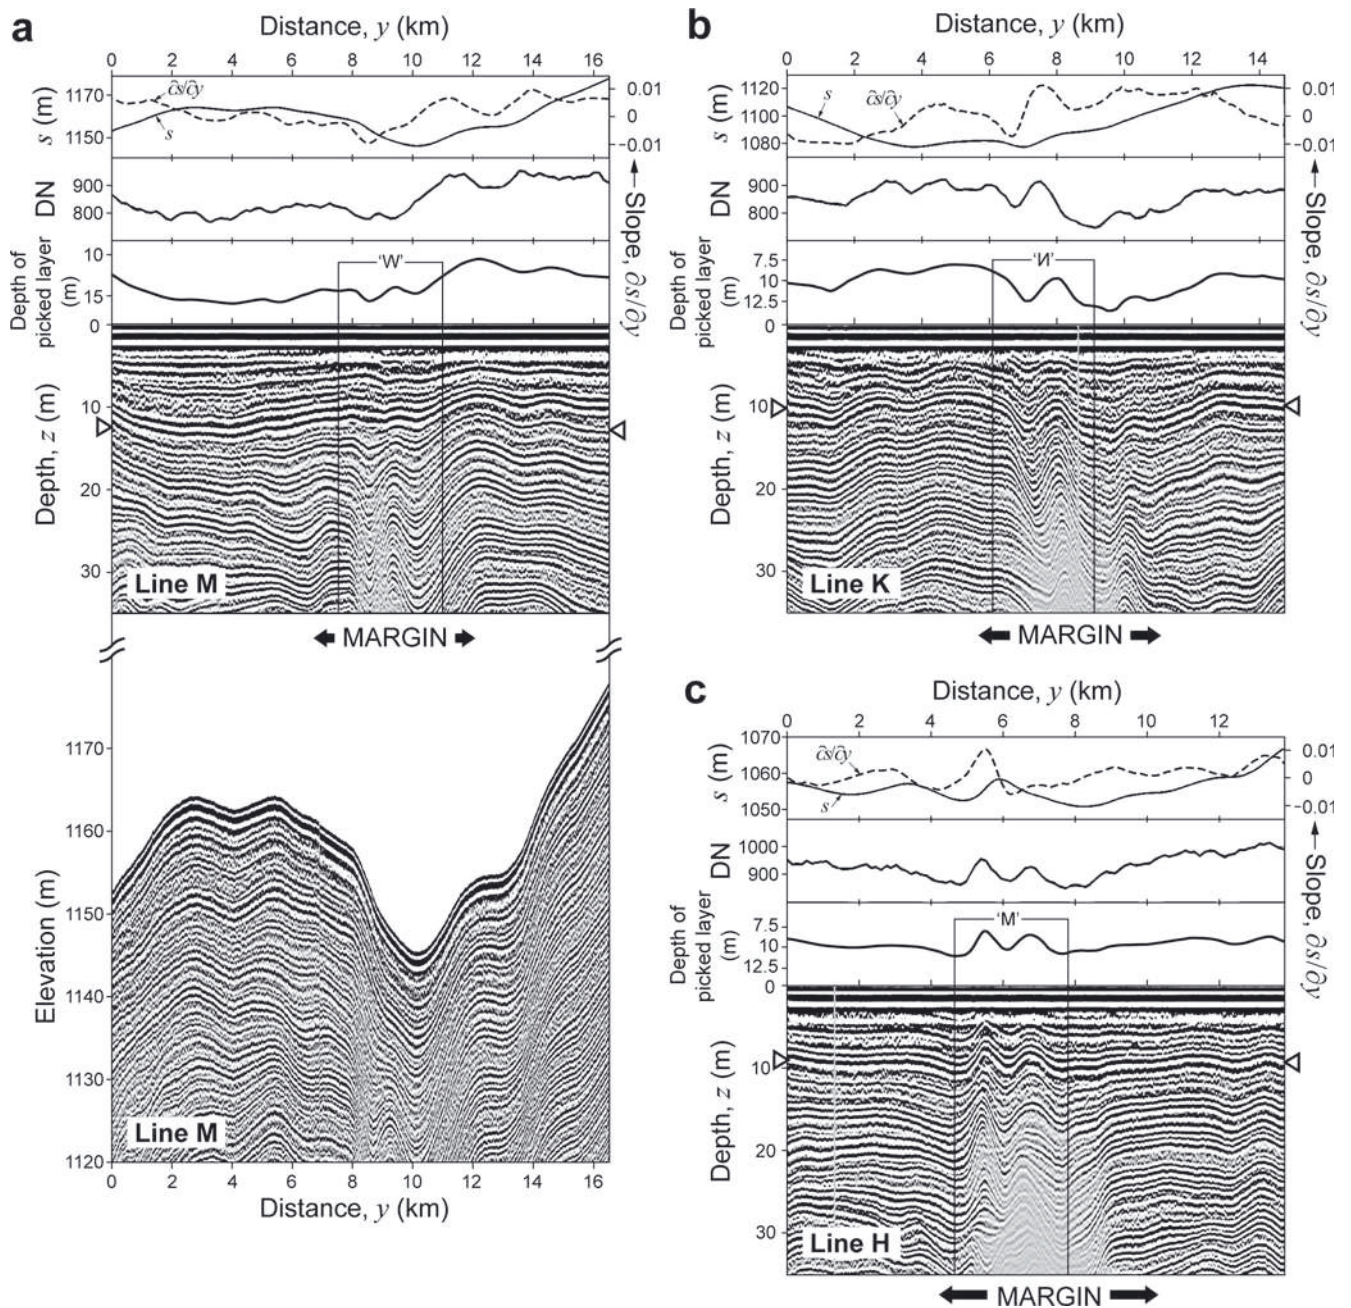 a
Distance, y (km)
0 2 4 6 8 10 12 14 16
s (m)
1170
1150
∂s/∂y
s
0.01
0
−0.01
DN
900
800
Slope, ∂s/∂y
Depth of
picked layer
(m)
10
15
'W'
0
Depth, z (m)
10
20
30
Line M
MARGIN
Elevation (m)
1170
1160
1150
1140
1130
1120
Line M
0 2 4 6 8 10 12 14 16
Distance, y (km)
b
Distance, y (km)
0 2 4 6 8 10 12 14
s (m)
1120
1100
1080
s
∂s/∂y
0.01
0
−0.01
DN
900
800
Slope, ∂s/∂y
Depth of
picked layer
(m)
7.5
10
12.5
'И'
0
Depth, z (m)
10
20
30
Line K
MARGIN
c
Distance, y (km)
0 2 4 6 8 10 12
s (m)
1070
1060
1050
∂s/∂y
s
0.01
0
−0.01
DN
1000
900
Slope, ∂s/∂y
Depth of
picked layer
(m)
7.5
10
12.5
'M'
0
Depth, z (m)
10
20
30
Line H
MARGIN